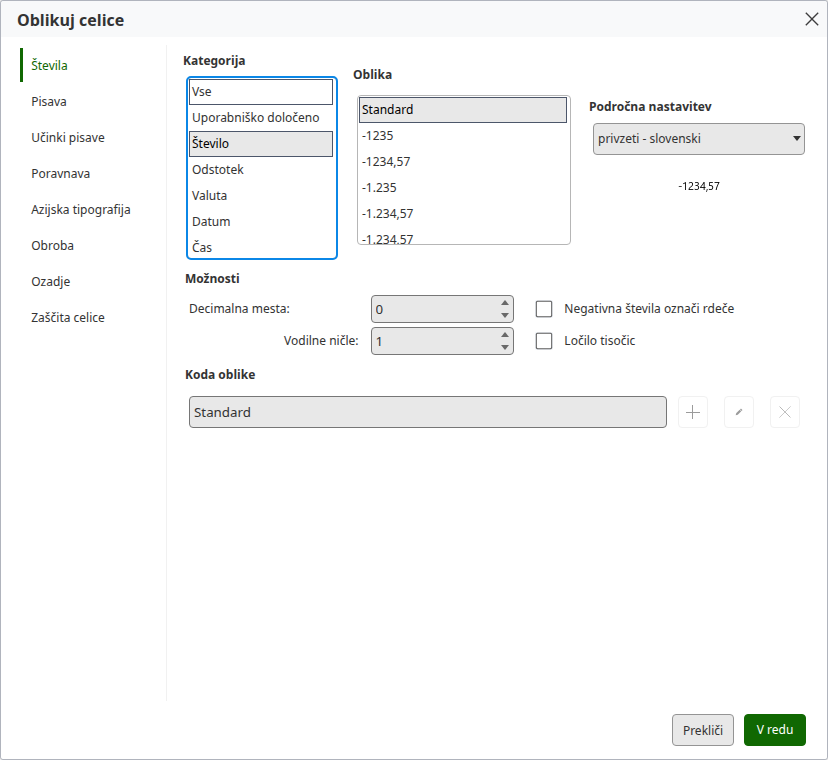 Oblikuj celice
Števila
Pisava
Učinki pisave
Poravnava
Azijska tipografija
Obroba
Ozadje
Zaščita celice
Kategorija
Vse
Uporabniško določeno
Število
Odstotek
Valuta
Datum
Čas
Oblika
Standard
-1235
-1234,57
-1.235
-1.234,57
-1.234,57
Področna nastavitev
privzeti - slovenski
-1234,57
Možnosti
Decimalna mesta: 0
Negativna števila označi rdeče
Vodilne ničle: 1
Ločilo tisočic
Koda oblike
Standard
Prekliči
V redu